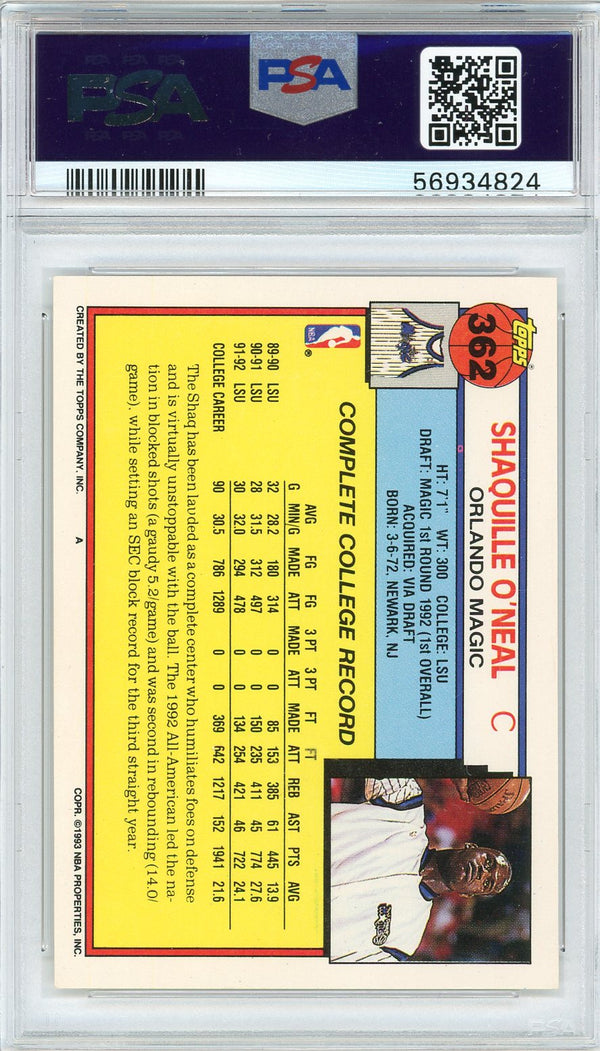 PSA
PSA
56934824
Topps®
362
SHAQUILLE O'NEAL C
ORLANDO MAGIC
HT: 7'1" WT: 300 COLLEGE: LSU
DRAFT: MAGIC 1ST ROUND 1992 (1st OVERALL)
ACQUIRED: VIA DRAFT
BORN: 3-6-72, NEWARK, NJ
NBA ®
COMPLETE COLLEGE RECORD
AVG FG FG 3 PT 3 PT FT FT
G MIN/G MADE ATT MADE ATT MADE ATT REB AST PTS AVG
89-90 LSU 32 28.2 180 314 0 0 85 153 385 61 445 13.9
90-91 LSU 28 31.5 312 497 0 0 150 235 411 45 774 27.6
91-92 LSU 30 32.0 294 478 0 0 134 254 421 46 722 24.1
COLLEGE CAREER 90 30.5 786 1289 0 0 369 642 1217 152 1941 21.6
The Shaq has been lauded as a complete center who humiliates foes on defense
and is virtually unstoppable with the ball. The 1992 All-American led the na-
tion in blocked shots (a gaudy 5.2/game) and was second in rebounding (14.0/
game), while setting an SEC block record for the third straight year.
CREATED BY THE TOPPS COMPANY, INC. A COPR. ©1993 NBA PROPERTIES, INC.
PSA